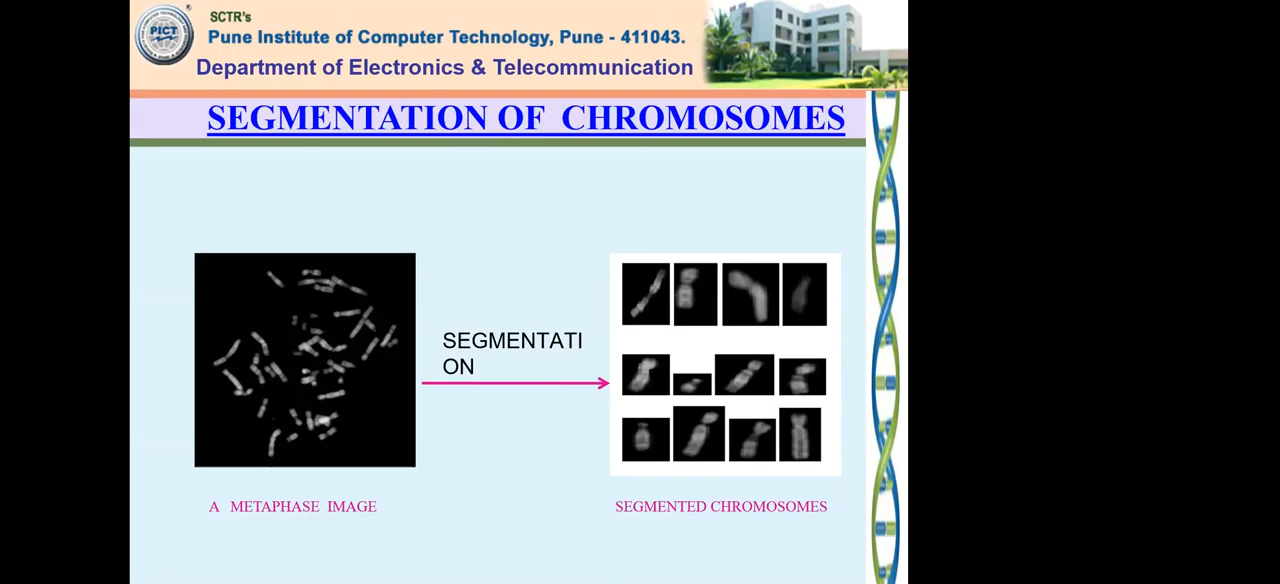 SCTR's
PICT
Pune Institute of Computer Technology, Pune - 411043.
Department of Electronics & Telecommunication
SEGMENTATION OF CHROMOSOMES
SEGMENTATI
ON
A METAPHASE IMAGE
SEGMENTED CHROMOSOMES